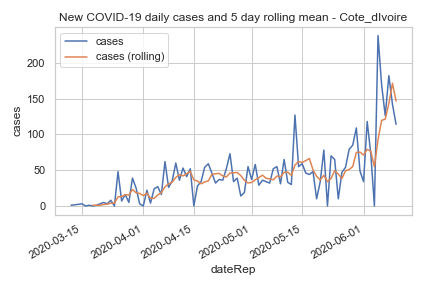 New COVID-19 daily cases and 5 day rolling mean - Cote_dIvoire
cases
cases (rolling)
200
150
100
50
0
cases
2020-03-15
2020-04-01
2020-04-15
2020-05-01
2020-05-15
2020-06-01
dateRep